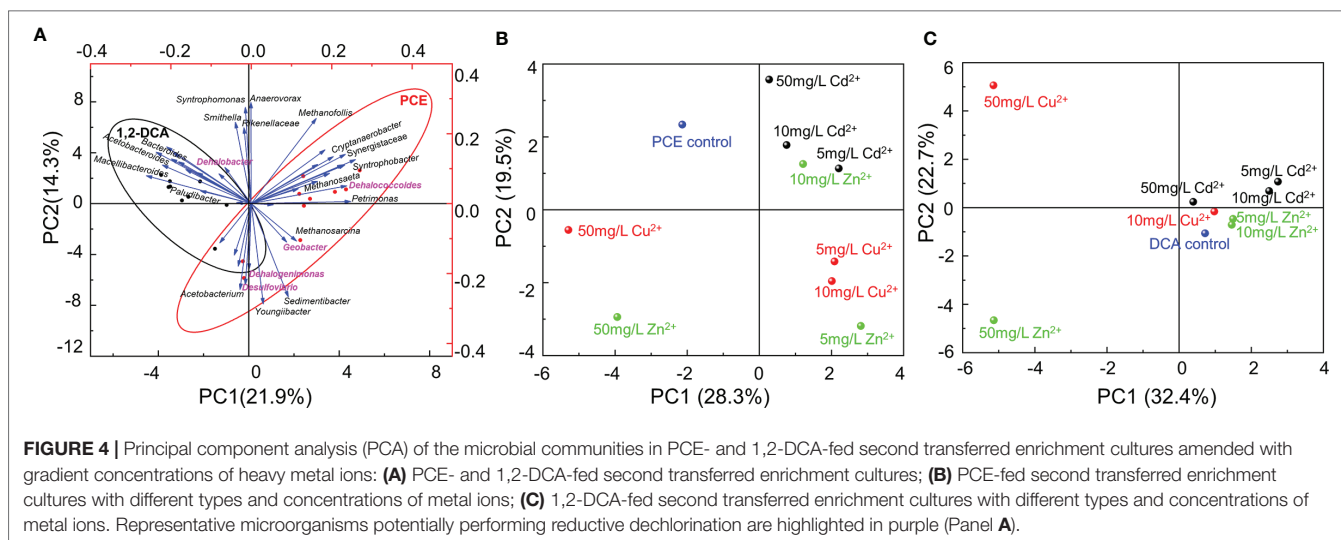 A
-0.4 -0.2 0.0 0.2 0.4
0.4
0.2
0.0
0.2
0.4
8
4
0
-4
-8
-12
PC2(14.3%)
-4 0 4 8
PC1(21.9%)
PCE
1,2-DCA
Syntrophomonas
Anaerovorax
Smithella
Rikenellaceae
Methanofollis
Bacteroides
Acetobacteroides
Macellibacteroides
Dehalobacter
Paludibacter
Cryptanaerobacter
Synergistaceae
Syntrophobacter
Methanosaeta
Dehalococcoides
Petrimonas
Methanosarcina
Geobacter
Dehalogenimonas
Desulfovibrio
Acetobacterium
Sedimentibacter
Youngiibacter
B
4
2
0
-2
-4
PC2 (19.5%)
-6 -4 -2 0 2 4
PC1 (28.3%)
50mg/L Cd2+
PCE control
10mg/L Cd2+
5mg/L Cd2+
10mg/L Zn2+
50mg/L Cu2+
5mg/L Cu2+
10mg/L Cu2+
50mg/L Zn2+
5mg/L Zn2+
C
6
4
2
0
-2
-4
-6
PC2 (22.7%)
-6 -4 -2 0 2 4
PC1 (32.4%)
50mg/L Cu2+
5mg/L Cd2+
50mg/L Cd2+
10mg/L Cd2+
10mg/L Cu2+
5mg/L Zn2+
10mg/L Zn2+
DCA control
50mg/L Zn2+
FIGURE 4 | Principal component analysis (PCA) of the microbial communities in PCE- and 1,2-DCA-fed second transferred enrichment cultures amended with
gradient concentrations of heavy metal ions: (A) PCE- and 1,2-DCA-fed second transferred enrichment cultures; (B) PCE-fed second transferred enrichment
cultures with different types and concentrations of metal ions; (C) 1,2-DCA-fed second transferred enrichment cultures with different types and concentrations of
metal ions. Representative microorganisms potentially performing reductive dechlorination are highlighted in purple (Panel A).